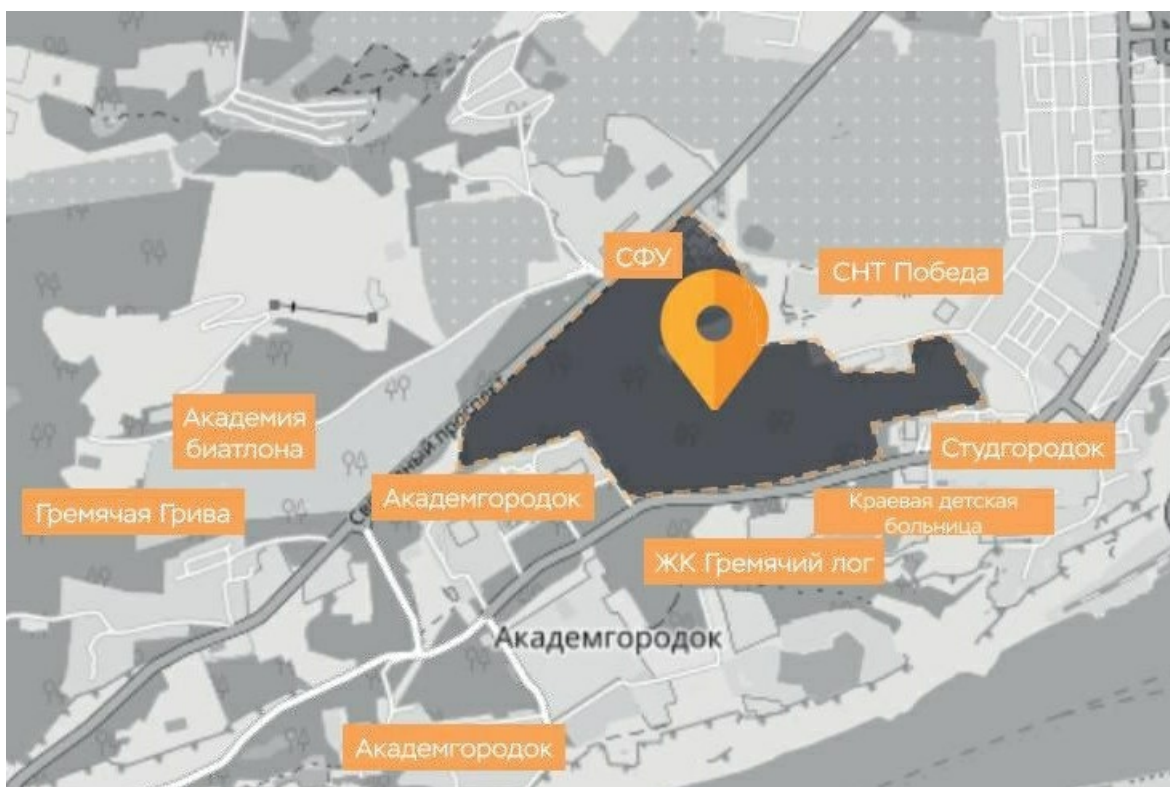 СФУ
СНТ Победа
Академия
биатлона
Студгородок
Академгородок
Гремячая Грива
Краевая детская
больница
ЖК Гремячий лог
Академгородок
Академгородок